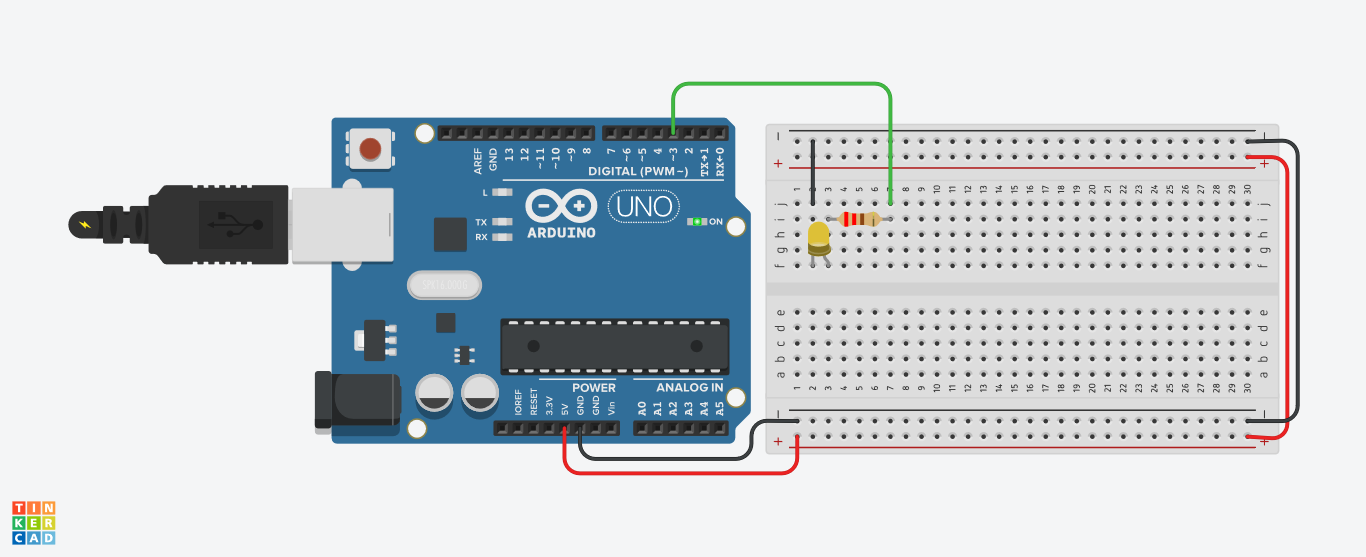 AREF
GND
13
12
~11
~10
~9
8
7
~6
~5
4
~3
2
TX→1
RX←0
DIGITAL (PWM~)
L
TX
RX
ARDUINO
UNO
ON
IOREF
RESET
3.3V
5V
GND
GND
Vin
POWER
ANALOG IN
A0
A1
A2
A3
A4
A5
− −
+ +
1 2 3 4 5 6 7 8 9 10 11 12 13 14 15 16 17 18 19 20 21 22 23 24 25 26 27 28 29 30
j j
i i
h h
g g
f f
e e
d d
c c
b b
a a
1 2 3 4 5 6 7 8 9 10 11 12 13 14 15 16 17 18 19 20 21 22 23 24 25 26 27 28 29 30
− −
+ +
TIN
KER
CAD